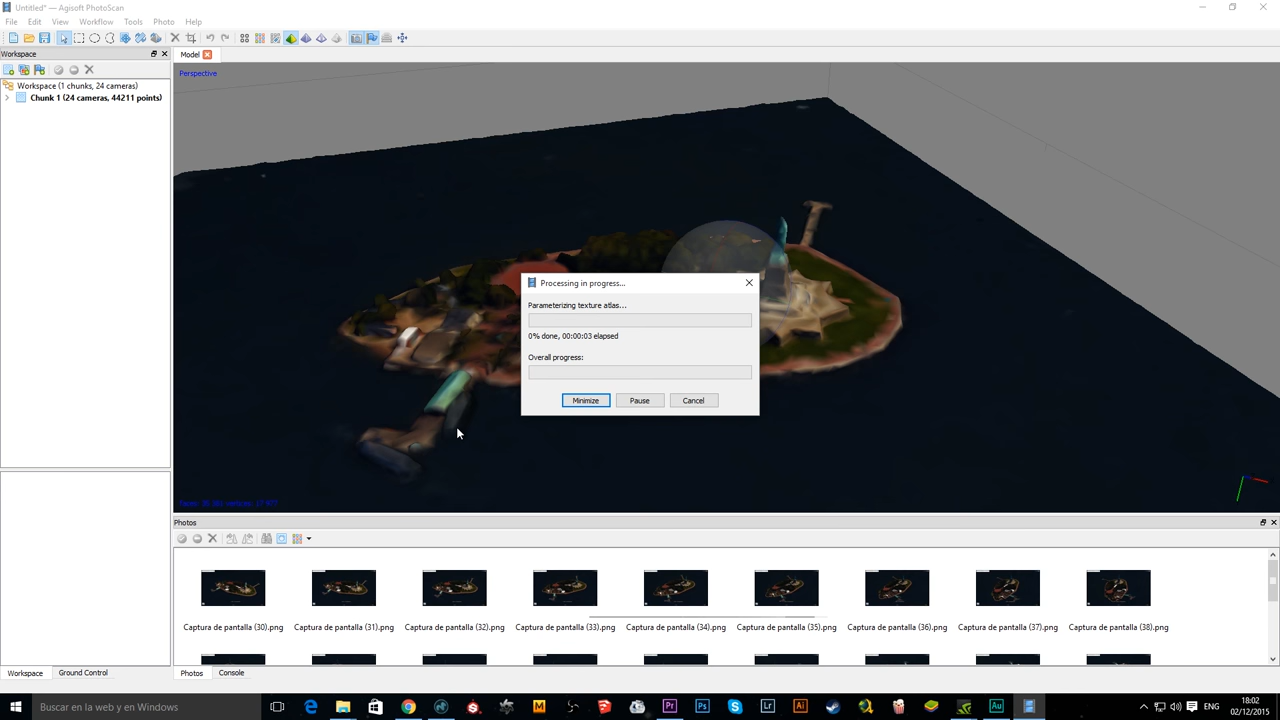 Untitled* — Agisoft PhotoScan
File Edit View Workflow Tools Photo Help
Workspace
Model
Perspective
Workspace (1 chunks, 24 cameras)
Chunk 1 (24 cameras, 44211 points)
Processing in progress...
Parameterizing texture atlas...
0% done, 00:00:03 elapsed
Overall progress:
Minimize Pause Cancel
Photos
Captura de pantalla (30).png Captura de pantalla (31).png Captura de pantalla (32).png Captura de pantalla (33).png Captura de pantalla (34).png Captura de pantalla (35).png Captura de pantalla (36).png Captura de pantalla (37).png Captura de pantalla (38).png
Workspace Ground Control Photos Console
Buscar en la web y en Windows
ENG
18:02
02/12/2015